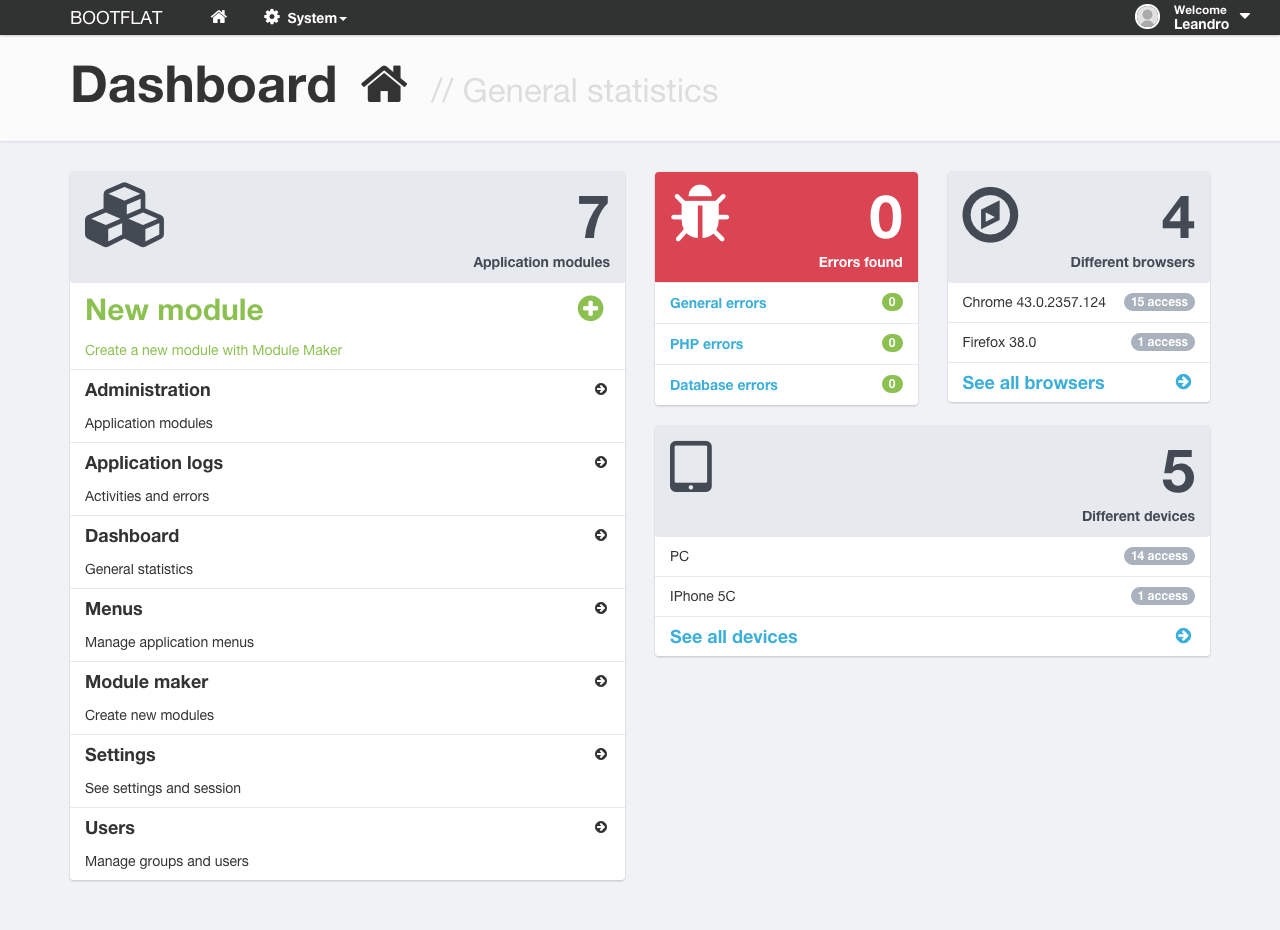 BOOTFLAT
System
Welcome
Leandro
Dashboard // General statistics
7
Application modules
New module
Create a new module with Module Maker
Administration
Application modules
Application logs
Activities and errors
Dashboard
General statistics
Menus
Manage application menus
Module maker
Create new modules
Settings
See settings and session
Users
Manage groups and users
0
Errors found
General errors 0
PHP errors 0
Database errors 0
4
Different browsers
Chrome 43.0.2357.124 15 access
Firefox 38.0 1 access
See all browsers
5
Different devices
PC 14 access
IPhone 5C 1 access
See all devices